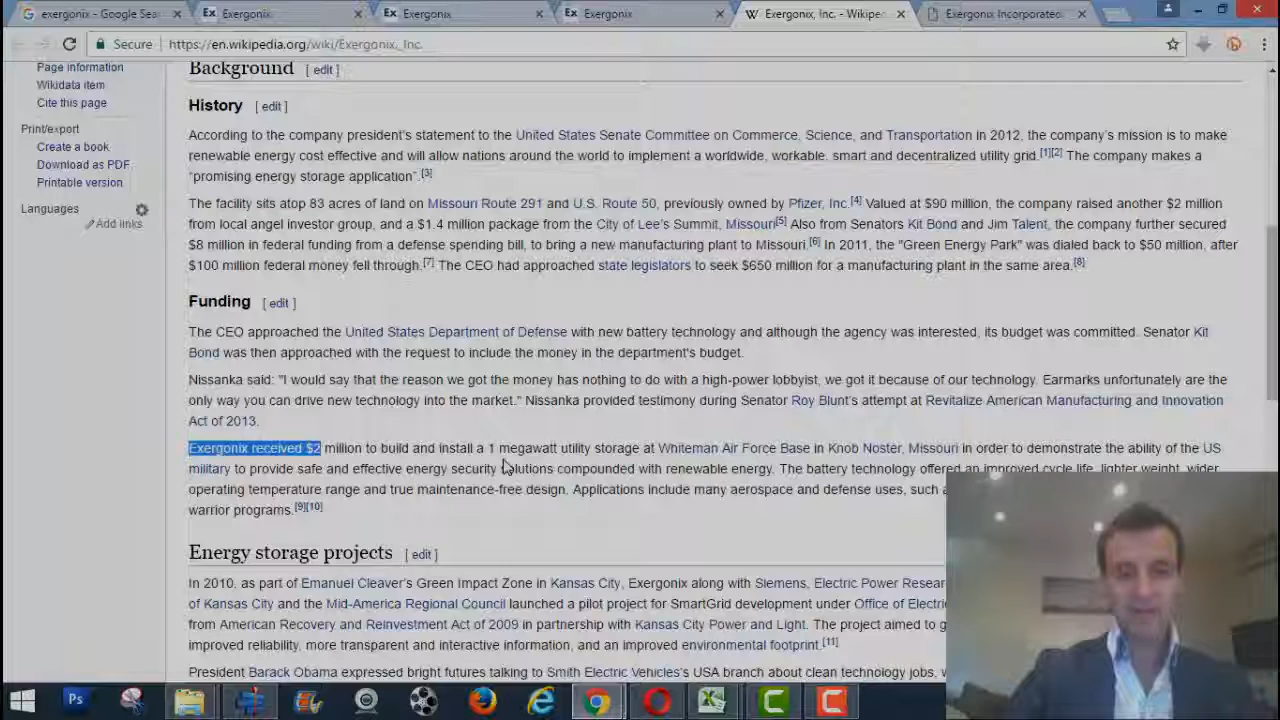 exergonix - Google Sea
Exergonix
Exergonix
Exergonix
Exergonix, Inc. - Wikipe
Exergonix Incorporated
Secure
https://en.wikipedia.org/wiki/Exergonix,_Inc.
Page information
Wikidata item
Cite this page
Print/export
Create a book
Download as PDF
Printable version
Languages
Add links
Background [ edit ]
History [ edit ]
According to the company president's statement to the United States Senate Committee on Commerce, Science, and Transportation in 2012, the company's mission is to make
renewable energy cost effective and will allow nations around the world to implement a worldwide, workable, smart and decentralized utility grid.[1][2] The company makes a
"promising energy storage application".[3]
The facility sits atop 83 acres of land on Missouri Route 291 and U.S. Route 50, previously owned by Pfizer, Inc.[4] Valued at $90 million, the company raised another $2 million
from local angel investor group, and a $1.4 million package from the City of Lee's Summit, Missouri[5] Also from Senators Kit Bond and Jim Talent, the company further secured
$8 million in federal funding from a defense spending bill, to bring a new manufacturing plant to Missouri.[6] In 2011, the "Green Energy Park" was dialed back to $50 million, after
$100 million federal money fell through.[7] The CEO had approached state legislators to seek $650 million for a manufacturing plant in the same area.[8]
Funding [ edit ]
The CEO approached the United States Department of Defense with new battery technology and although the agency was interested, its budget was committed. Senator Kit
Bond was then approached with the request to include the money in the department's budget.
Nissanka said: "I would say that the reason we got the money has nothing to do with a high-power lobbyist, we got it because of our technology. Earmarks unfortunately are the
only way you can drive new technology into the market." Nissanka provided testimony during Senator Roy Blunt's attempt at Revitalize American Manufacturing and Innovation
Act of 2013.
Exergonix received $2 million to build and install a 1 megawatt utility storage at Whiteman Air Force Base in Knob Noster, Missouri in order to demonstrate the ability of the US
military to provide safe and effective energy security solutions compounded with renewable energy. The battery technology offered an improved cycle life, lighter weight, wider
operating temperature range and true maintenance-free design. Applications include many aerospace and defense uses, such a
warrior programs.[9][10]
Energy storage projects [ edit ]
In 2010, as part of Emanuel Cleaver's Green Impact Zone in Kansas City, Exergonix along with Siemens, Electric Power Resear
of Kansas City and the Mid-America Regional Council launched a pilot project for SmartGrid development under Office of Electric
from American Recovery and Reinvestment Act of 2009 in partnership with Kansas City Power and Light. The project aimed to g
improved reliability, more transparent and interactive information, and an improved environmental footprint.[11]
President Barack Obama expressed bright futures talking to Smith Electric Vehicles's USA branch about clean technology jobs, w
Ps